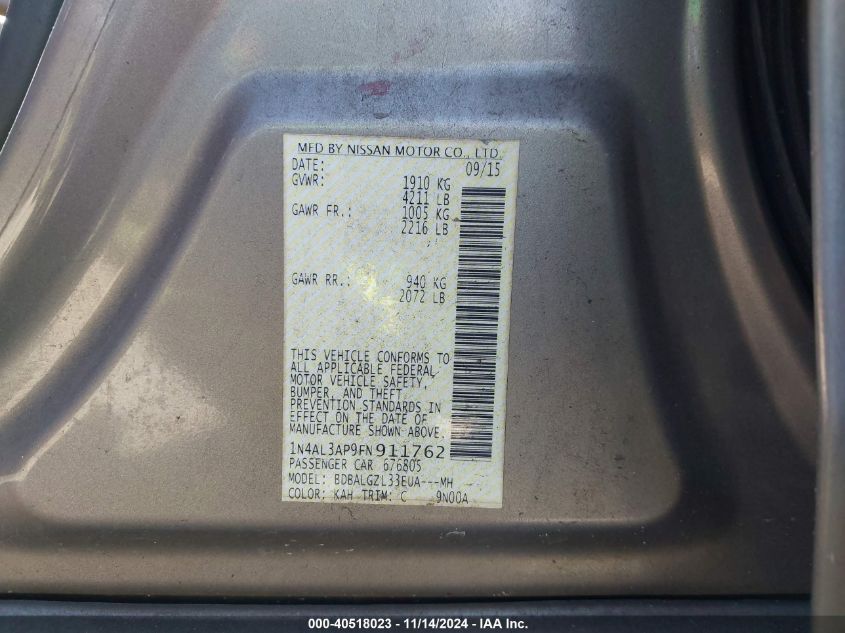 MFD BY NISSAN MOTOR CO., LTD.
DATE: 09/15
GVWR: 1910 KG
4211 LB
GAWR FR.: 1005 KG
2216 LB
GAWR RR.: 940 KG
2072 LB
THIS VEHICLE CONFORMS TO
ALL APPLICABLE FEDERAL
MOTOR VEHICLE SAFETY,
BUMPER, AND THEFT
PREVENTION STANDARDS IN
EFFECT ON THE DATE OF
MANUFACTURE SHOWN ABOVE.
1N4AL3AP9FN911762
PASSENGER CAR 676805
MODEL: BDBALGZL33EUA---MH
COLOR: KAH TRIM: C 9N00A
000-40518023 - 11/14/2024 - IAA Inc.